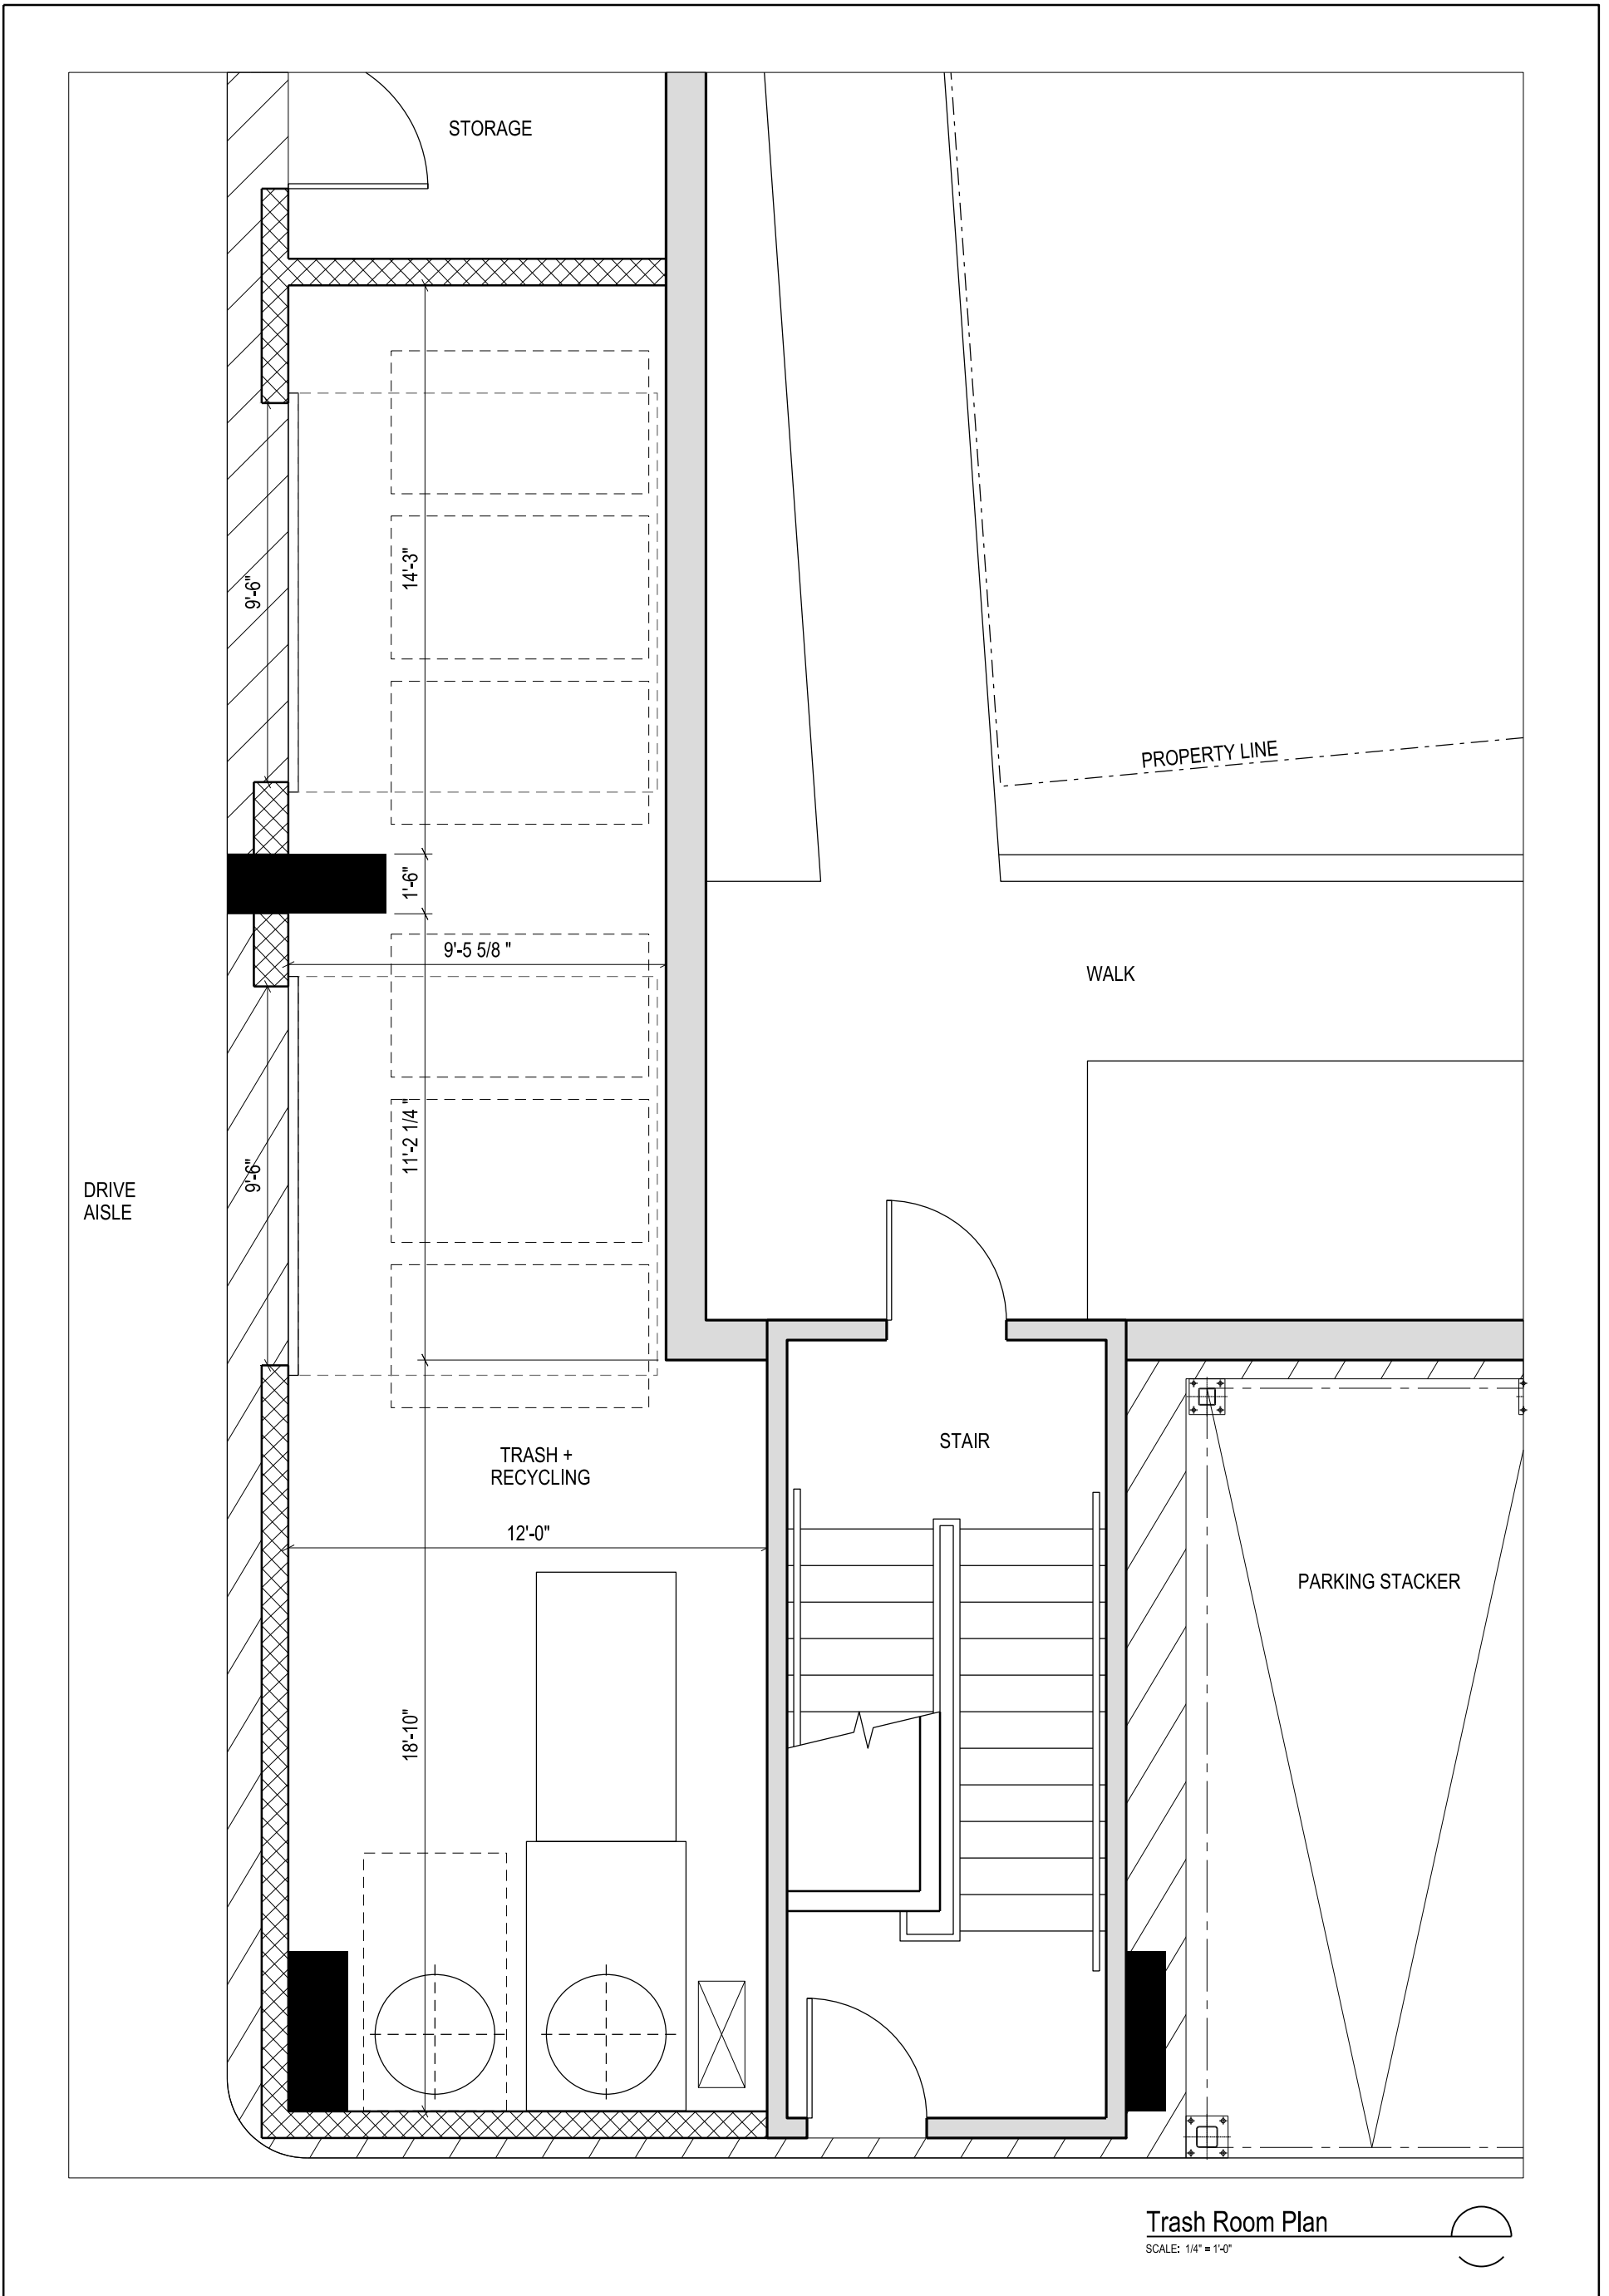 STORAGE
14'-3"
9'-6"
PROPERTY LINE
1'-6"
9'-5 5/8 "
WALK
11'-2 1/4 "
9'-6"
DRIVE
AISLE
STAIR
TRASH +
RECYCLING
12'-0"
PARKING STACKER
18'-10"
Trash Room Plan
SCALE: 1/4" = 1'-0"